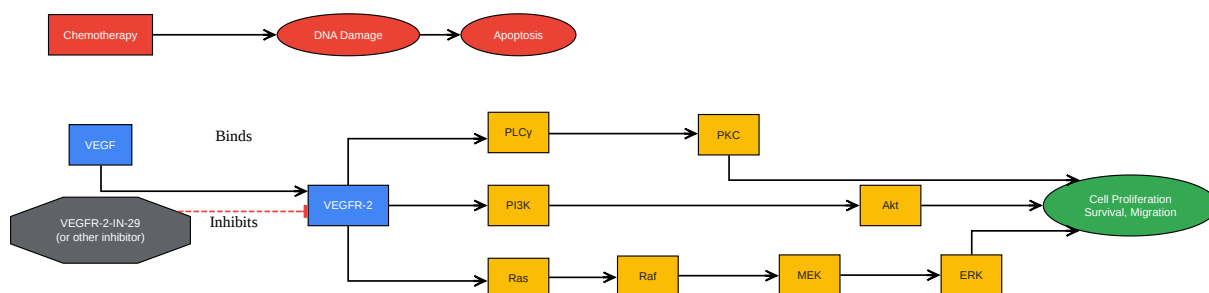 Chemotherapy
DNA Damage
Apoptosis
Binds
VEGF
PLCγ
PKC
VEGFR-2
PI3K
Akt
Cell Proliferation
Survival, Migration
VEGFR-2-IN-29
(or other inhibitor)
Inhibits
Ras
Raf
MEK
ERK